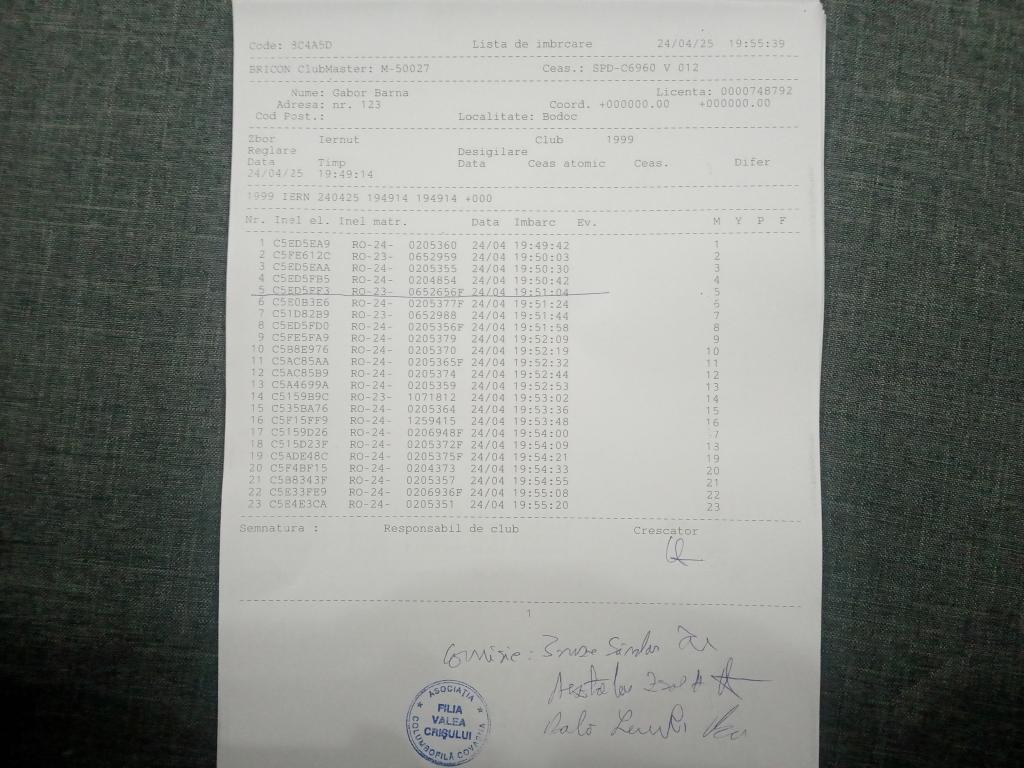 Code: 8C4A5D Lista de imbrcare 24/04/25 19:55:39
BRICON ClubMaster: M-50027 Ceas.: SPD-C6960 V 012
Nume: Gabor Barna Licenta: 0000748792
Adresa: nr. 123 Coord. +000000.00 +000000.00
Cod Post.: Localitate: Bodoc
Zbor Iernut Club 1999
Reglare Desigilare
Data Timp Data Ceas atomic Ceas. Difer
24/04/25 19:49:14
1999 IERN 240425 194914 194914 +000
Nr. Inel el. Inel matr. Data Imbarc Ev. M Y P F
1 C5ED5EA9 RO-24- 0205360 24/04 19:49:42 1
2 C5FE612C RO-23- 0652959 24/04 19:50:03 2
3 C5ED5EAA RO-24- 0205355 24/04 19:50:30 3
4 C5ED5FB5 RO-24- 0204854 24/04 19:50:42 4
5 C5ED5EF3 RO-23- 0652656F 24/04 19:51:04 5
6 C5E0B3E6 RO-24- 0205377F 24/04 19:51:24 6
7 C51D82B9 RO-23- 0652988 24/04 19:51:44 7
8 C5ED5FD0 RO-24- 0205356F 24/04 19:51:58 8
9 C5FE5FA9 RO-24- 0205379 24/04 19:52:09 9
10 C5B8E976 RO-24- 0205370 24/04 19:52:19 10
11 C5AC85AA RO-24- 0205365F 24/04 19:52:32 11
12 C5AC85B9 RO-24- 0205374 24/04 19:52:44 12
13 C5A4699A RO-24- 0205359 24/04 19:52:53 13
14 C5159B9C RO-23- 1071812 24/04 19:53:02 14
15 C535BA76 RO-24- 0205364 24/04 19:53:36 15
16 C5F15FF9 RO-24- 1259415 24/04 19:53:48 16
17 C5159D26 RO-24- 0206948F 24/04 19:54:00 7
18 C515D23F RO-24- 0205372F 24/04 19:54:09 18
19 C5ADE48C RO-24- 0205375F 24/04 19:54:21 19
20 C5F4BF15 RO-24- 0204373 24/04 19:54:33 20
21 C5B8343F RO-24- 0205357 24/04 19:54:55 21
22 C5E33FE9 RO-24- 0206936F 24/04 19:55:08 22
23 C5E4E3CA RO-24- 0205351 24/04 19:55:20 23
Semnatura : Responsabil de club Crescator
1
Comisie:
ASOCIAȚIA
FILIA
VALEA
CRIȘULUI
COLUMBOFILĂ COVASNA